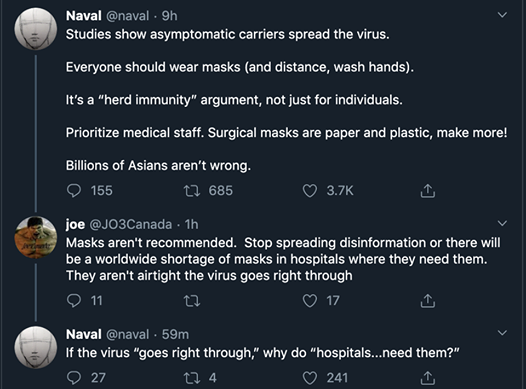 Naval @naval · 9h
Studies show asymptomatic carriers spread the virus.
Everyone should wear masks (and distance, wash hands).
It's a “herd immunity” argument, not just for individuals.
Prioritize medical staff. Surgical masks are paper and plastic, make more!
Billions of Asians aren't wrong.
155 685 3.7K
joe @JO3Canada · 1h
Masks aren't recommended. Stop spreading disinformation or there will
be a worldwide shortage of masks in hospitals where they need them.
They aren't airtight the virus goes right through
11 17
Naval @naval · 59m
If the virus “goes right through,” why do “hospitals...need them?”
27 4 241